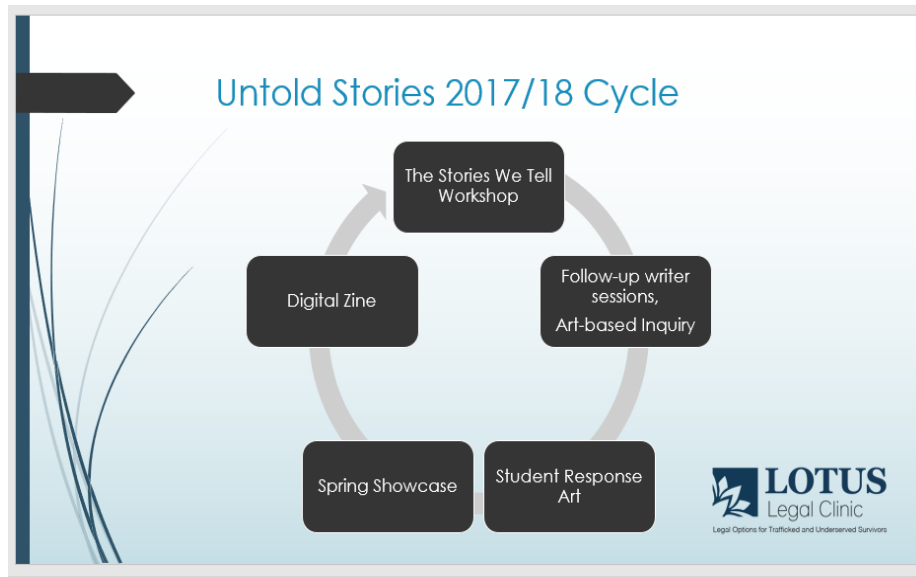 Untold Stories 2017/18 Cycle
The Stories We Tell
Workshop
Follow-up writer
sessions,
Art-based Inquiry
Student Response
Art
Spring Showcase
Digital Zine
LOTUS
Legal Clinic
Legal Options for Trafficked and Underserved Survivors